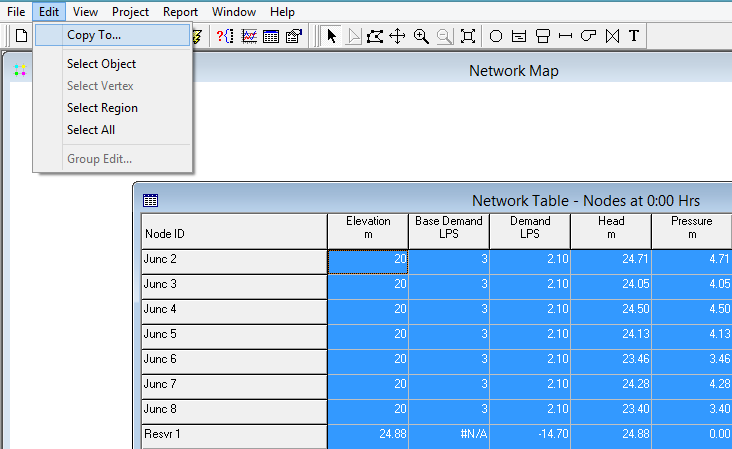 File Edit View Project Report Window Help
Copy To...
Select Object
Select Vertex
Select Region
Select All
Group Edit...
T
Network Map
Network Table - Nodes at 0:00 Hrs
Node ID Elevation m Base Demand LPS Demand LPS Head m Pressure m
Junc 2 20 3 2.10 24.71 4.71
Junc 3 20 3 2.10 24.05 4.05
Junc 4 20 3 2.10 24.50 4.50
Junc 5 20 3 2.10 24.13 4.13
Junc 6 20 3 2.10 23.46 3.46
Junc 7 20 3 2.10 24.28 4.28
Junc 8 20 3 2.10 23.40 3.40
Resvr 1 24.88 #N/A -14.70 24.88 0.00